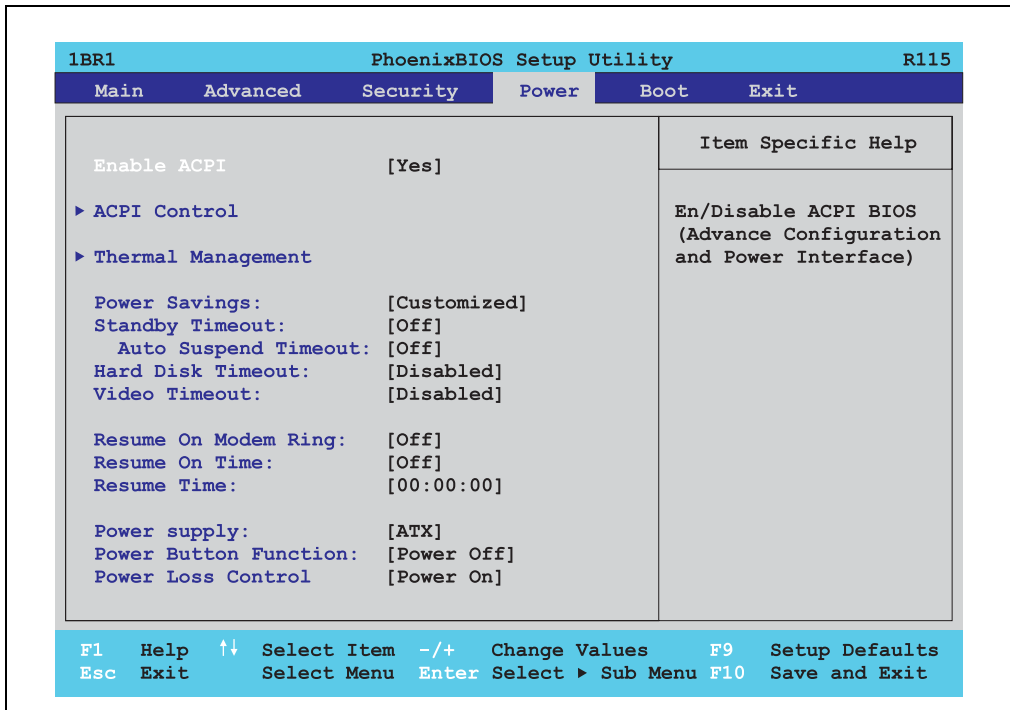 1BR1 PhoenixBIOS Setup Utility R115
Main Advanced Security Power Boot Exit
Item Specific Help
Enable ACPI [Yes]
▶ ACPI Control
▶ Thermal Management
En/Disable ACPI BIOS
(Advance Configuration
and Power Interface)
Power Savings: [Customized]
Standby Timeout: [Off]
Auto Suspend Timeout: [Off]
Hard Disk Timeout: [Disabled]
Video Timeout: [Disabled]
Resume On Modem Ring: [Off]
Resume On Time: [Off]
Resume Time: [00:00:00]
Power supply: [ATX]
Power Button Function: [Power Off]
Power Loss Control [Power On]
F1 Help ↑↓ Select Item -/+ Change Values F9 Setup Defaults
Esc Exit Select Menu Enter Select ▶ Sub Menu F10 Save and Exit